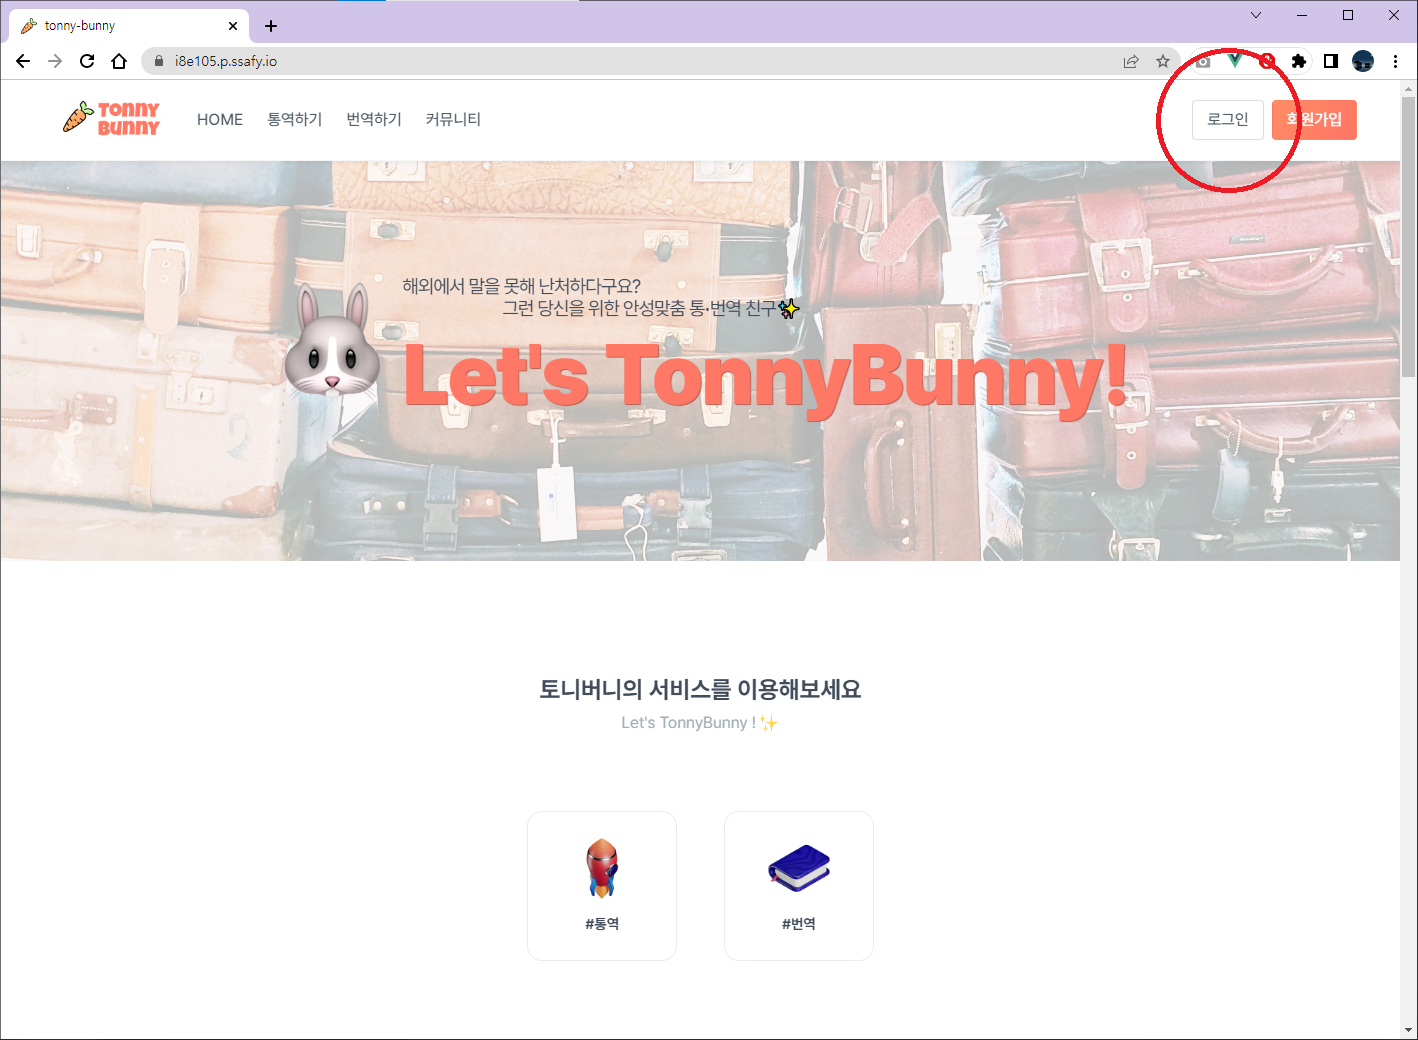 tonny-bunny
i8e105.p.ssafy.io
TONNY
BUNNY
HOME 통역하기 번역하기 커뮤니티
로그인 회원가입
해외에서 말을 못해 난처하다구요?
그런 당신을 위한 안성맞춤 통·번역 친구✨
Let's TonnyBunny!
토니버니의 서비스를 이용해보세요
Let's TonnyBunny ! ✨
#통역 #번역